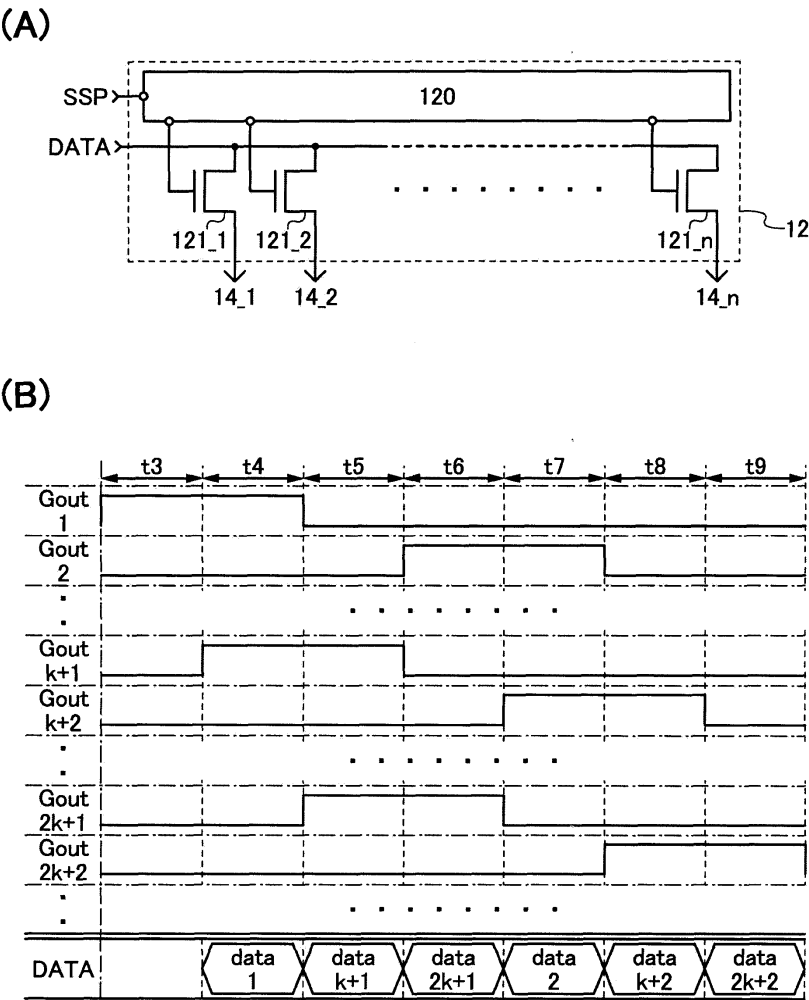 (A)
SSP
120
DATA
121_1
121_2
121_n
12
14_1
14_2
14_n
(B)
t3 t4 t5 t6 t7 t8 t9
Gout
1
Gout
2
Gout
k+1
Gout
k+2
Gout
2k+1
Gout
2k+2
DATA
data
1
data
k+1
data
2k+1
data
2
data
k+2
data
2k+2